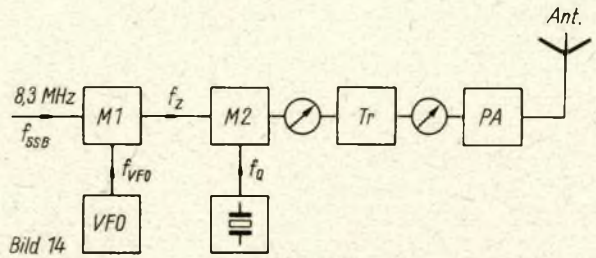 Ant.
8,3 MHz
f_SSB
M1
f_Z
M2
Tr
PA
f_VFO
f_Q
VFO
Bild 14